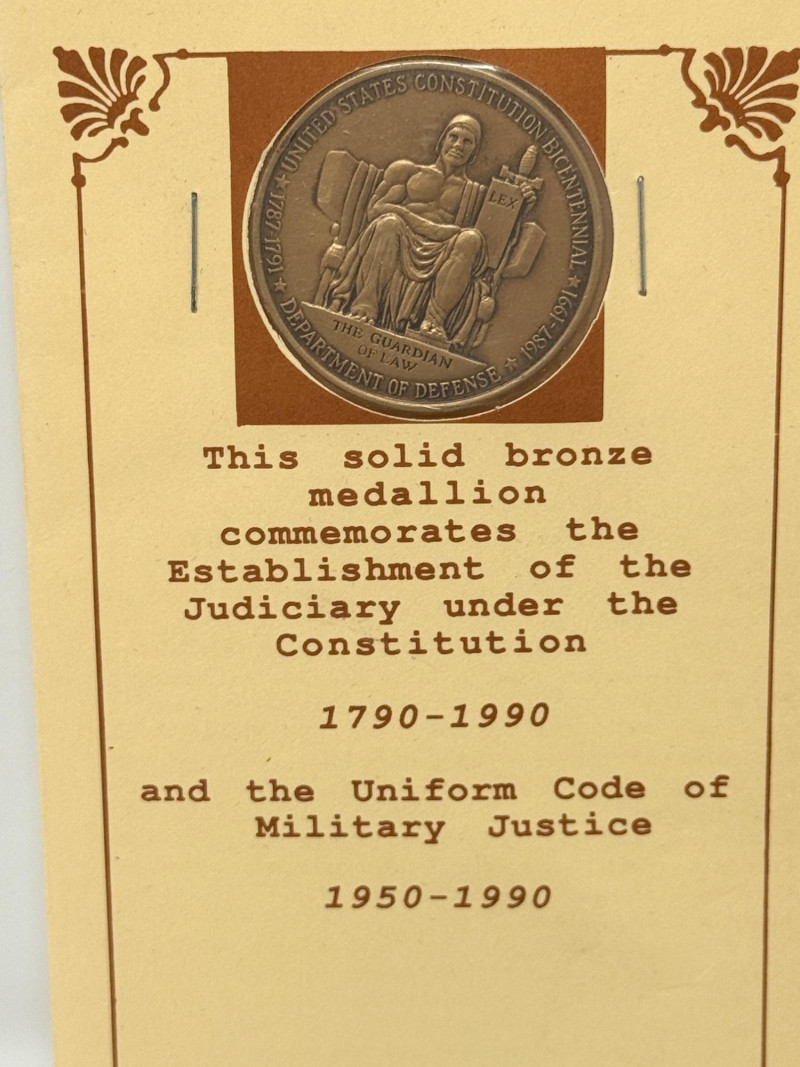 UNITED STATES CONSTITUTION BICENTENNIAL
★ 1787-1791 ★
★ 1987-1991 ★
LEX
THE GUARDIAN
OF LAW
DEPARTMENT OF DEFENSE
This solid bronze
medallion
commemorates the
Establishment of the
Judiciary under the
Constitution
1790-1990
and the Uniform Code of
Military Justice
1950-1990